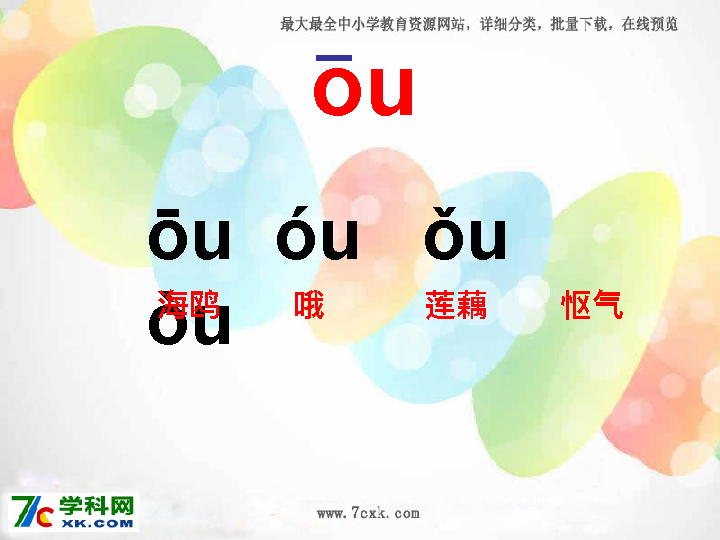 最大最全中小学教育资源网站，详细分类，批量下载，在线预览
ōu
ōu óu ǒu
òu
海鸥 哦 莲藕 怄气
7C 学科网
XK.COM
www.7cxk.com